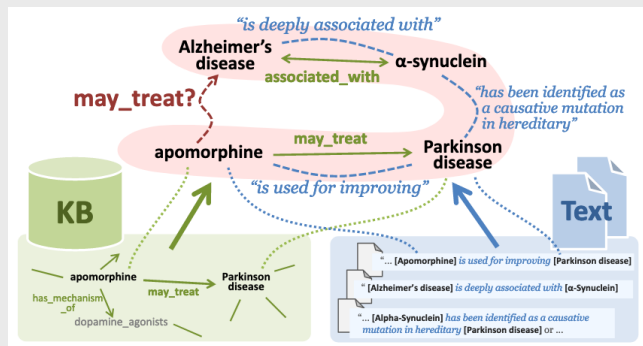 "is deeply associated with"
Alzheimer's
disease
α-synuclein
associated_with
may_treat?
"has been identified as
a causative mutation
in hereditary"
apomorphine
may_treat
Parkinson
disease
"is used for improving"
KB
Text
apomorphine
may_treat
Parkinson
disease
has_mechanism
_of
dopamine_agonists
"... [Apomorphine] is used for improving [Parkinson disease]
"[Alzheimer's disease] is deeply associated with [α-Synuclein]
"... [Alpha-Synuclein] has been identified as a causative
mutation in hereditary [Parkinson disease] or ...